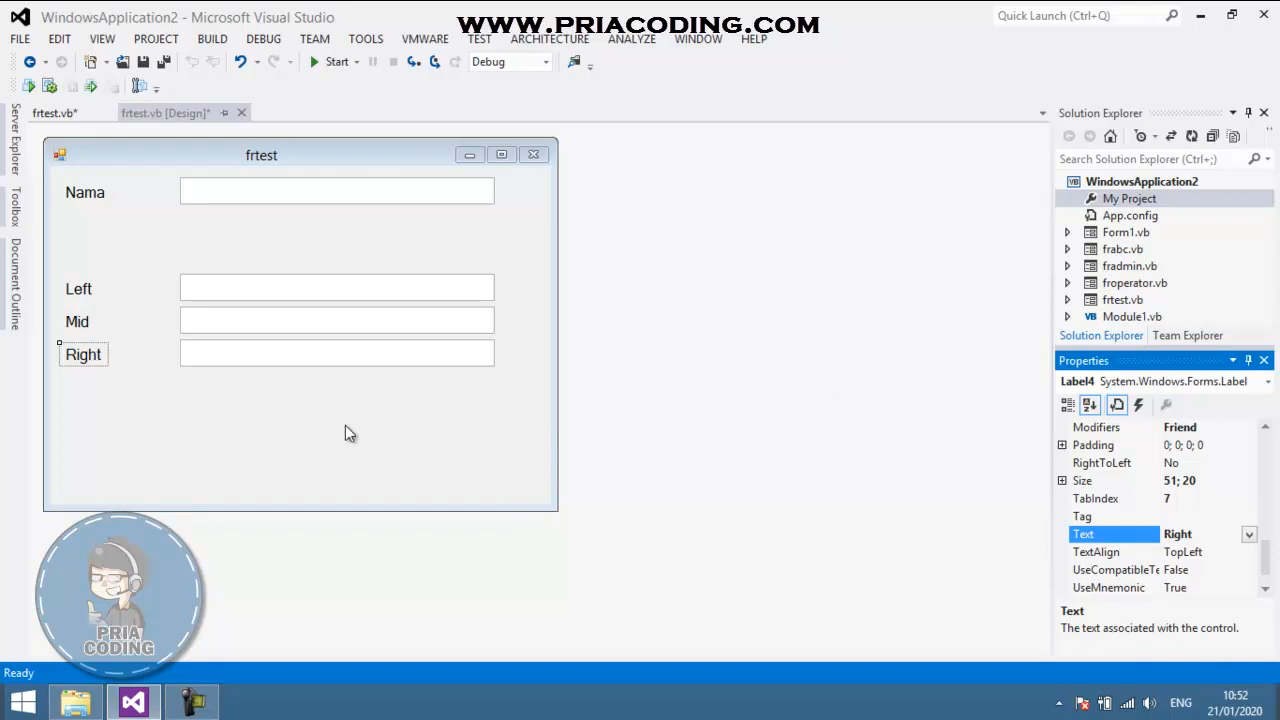 WindowsApplication2 - Microsoft Visual Studio
WWW.PRIACODING.COM
Quick Launch (Ctrl+Q)
FILE EDIT VIEW PROJECT BUILD DEBUG TEAM TOOLS VMWARE TEST ARCHITECTURE ANALYZE WINDOW HELP
Start Debug
frtest.vb* frtest.vb [Design]*
Server Explorer
Toolbox
Document Outline
frtest
Nama
Left
Mid
Right
Solution Explorer
Search Solution Explorer (Ctrl+;)
WindowsApplication2
My Project
App.config
Form1.vb
frabc.vb
fradmin.vb
froperator.vb
frtest.vb
Module1.vb
Solution Explorer Team Explorer
Properties
Label4 System.Windows.Forms.Label
Modifiers Friend
Padding 0; 0; 0; 0
RightToLeft No
Size 51; 20
TabIndex 7
Tag
Text Right
TextAlign TopLeft
UseCompatibleTe False
UseMnemonic True
Text
The text associated with the control.
PRIA
CODING
Ready
ENG
10:52
21/01/2020